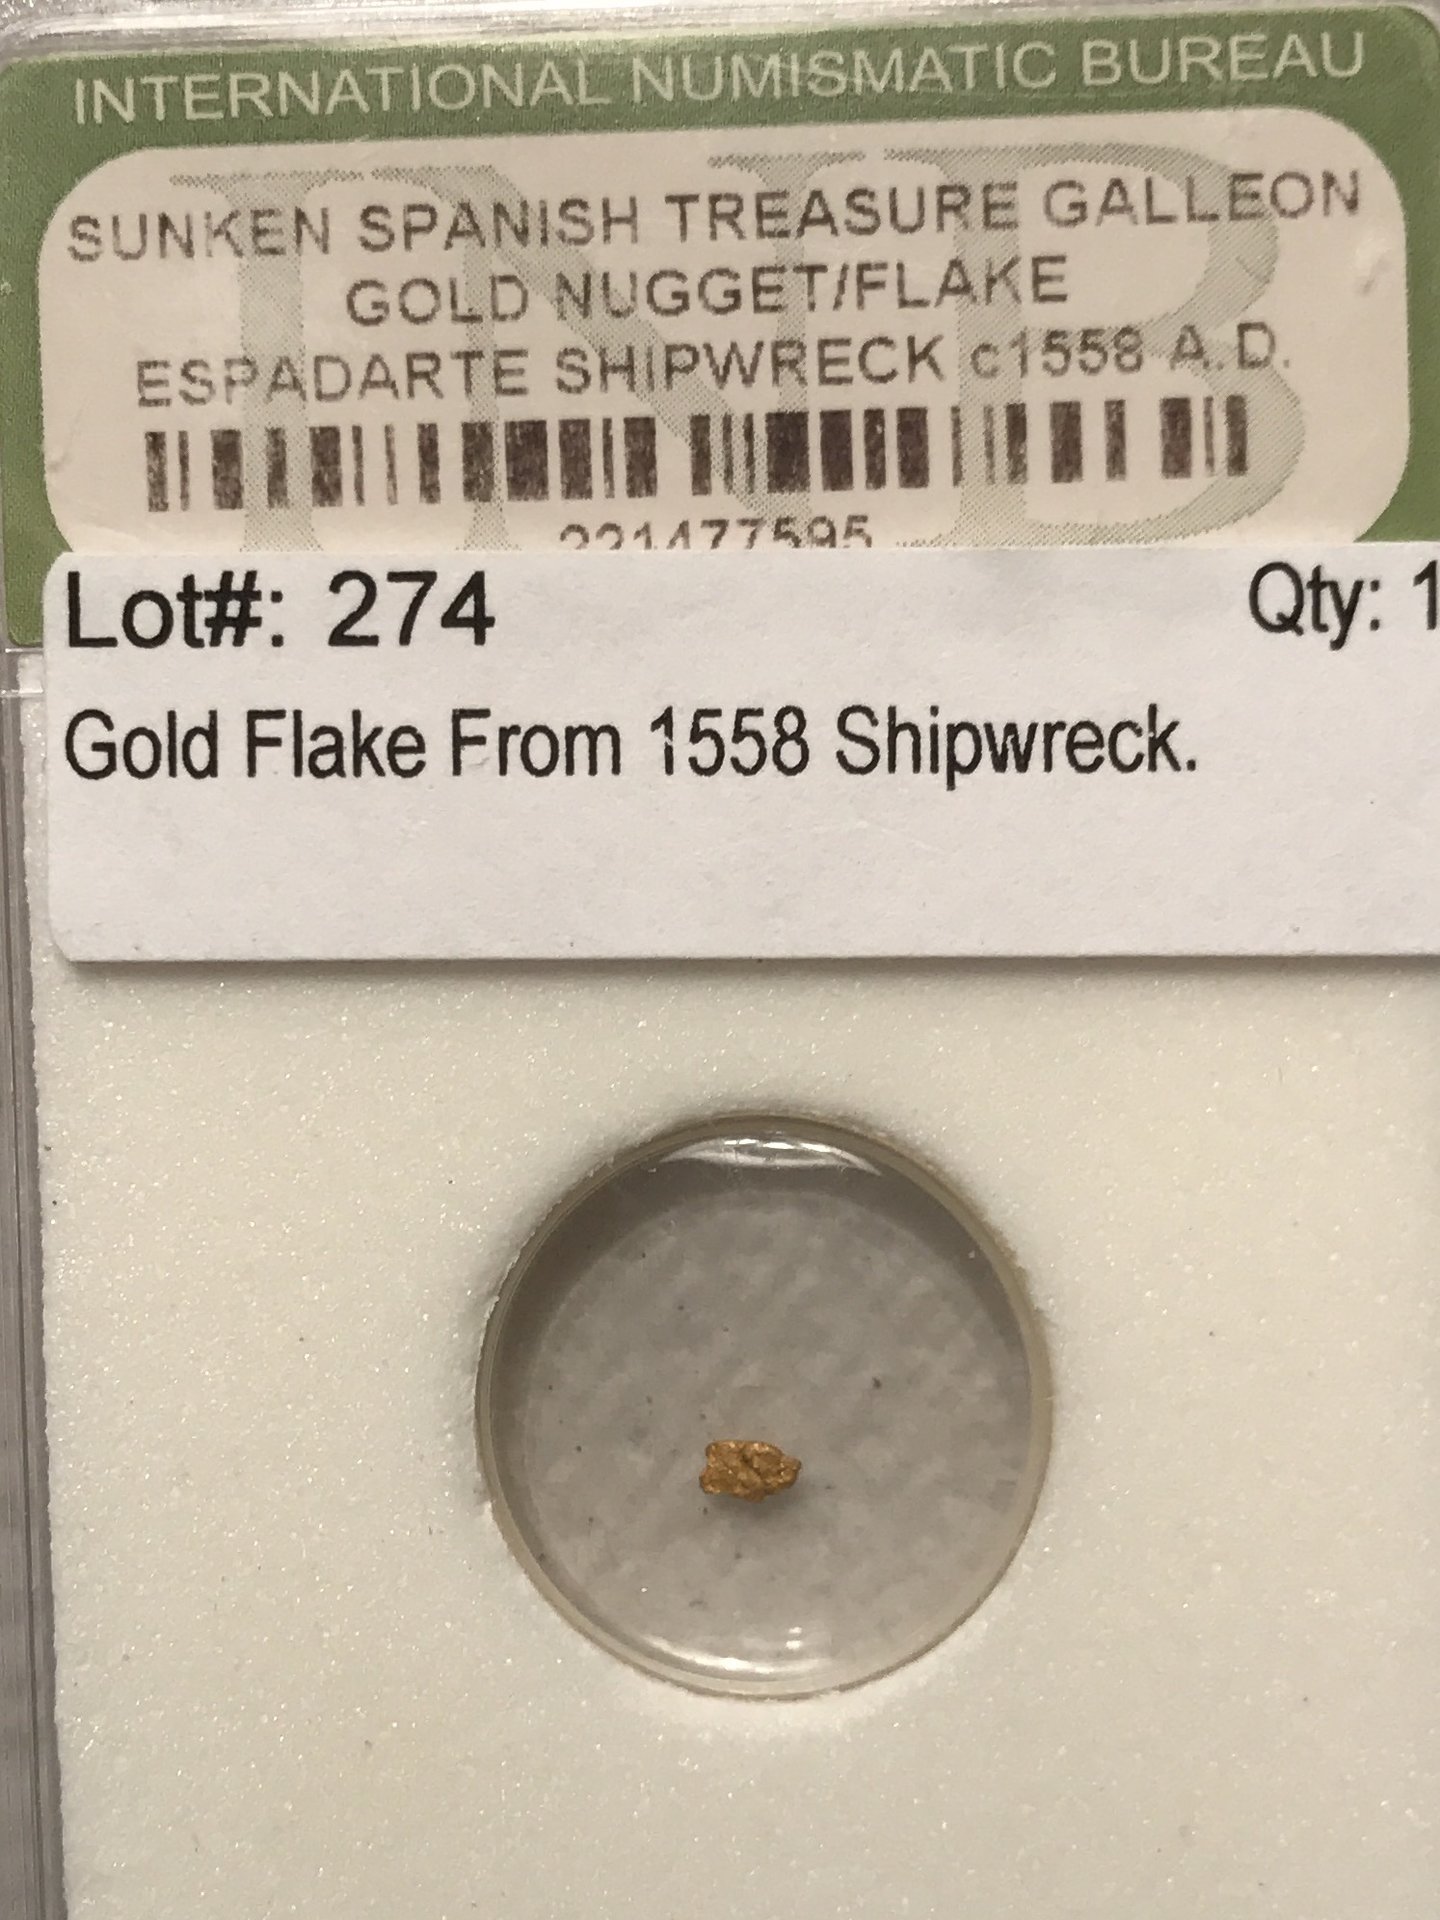 INTERNATIONAL NUMISMATIC BUREAU
SUNKEN SPANISH TREASURE GALLEON
GOLD NUGGET/FLAKE
ESPADARTE SHIPWRECK c1558 A.D.
221477595
Lot#: 274 Qty: 1
Gold Flake From 1558 Shipwreck.